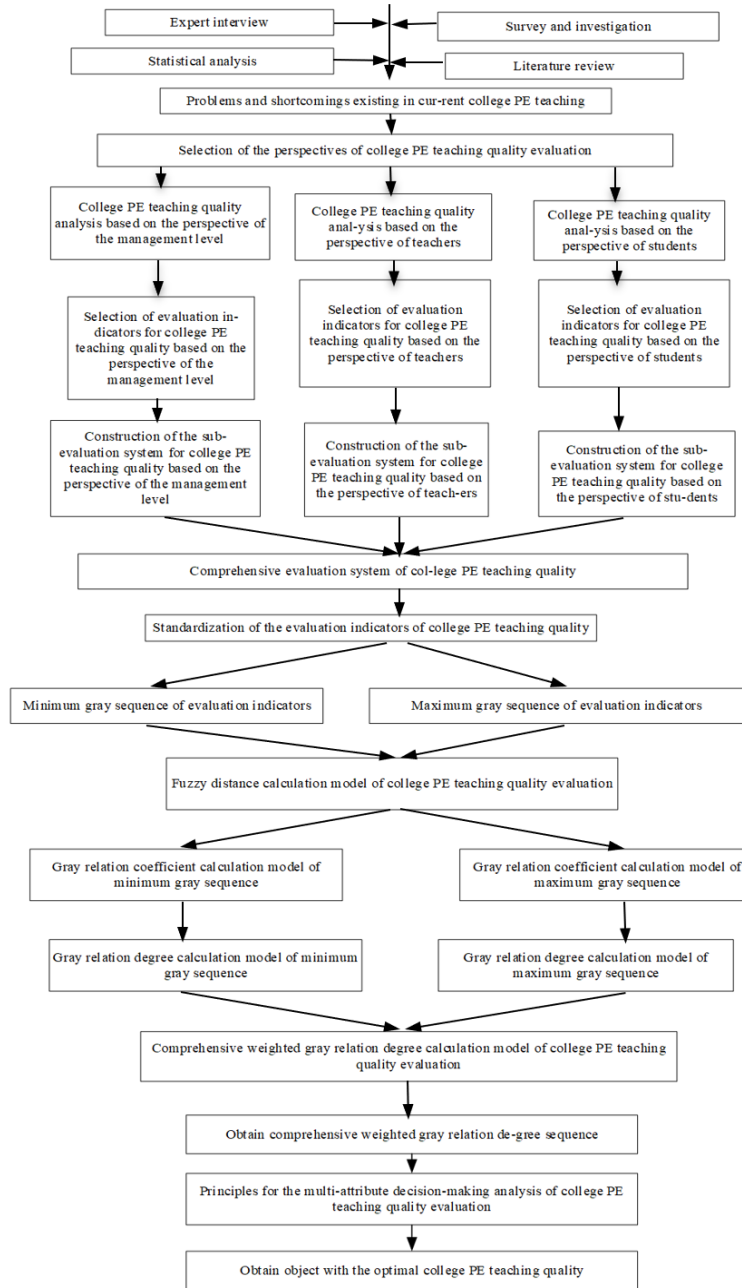 Expert interview
Survey and investigation
Statistical analysis
Literature review
Problems and shortcomings existing in cur-rent college PE teaching
Selection of the perspectives of college PE teaching quality evaluation
College PE teaching quality
analysis based on the perspective of
the management level
College PE teaching quality
anal-ysis based on the
perspective of teachers
College PE teaching quality
anal-ysis based on the
perspective of students
Selection of evaluation in-
dicators for college PE
teaching quality based on the
perspective of the
management level
Selection of evaluation
indicators for college PE
teaching quality based on the
perspective of teachers
Selection of evaluation
indicators for college PE
teaching quality based on the
perspective of students
Construction of the sub-
evaluation system for college PE
teaching quality based on the
perspective of the management
level
Construction of the sub-
evaluation system for college
PE teaching quality based on
the perspective of teach-ers
Construction of the sub-
evaluation system for college
PE teaching quality based on
the perspective of stu-dents
Comprehensive evaluation system of col-lege PE teaching quality
Standardization of the evaluation indicators of college PE teaching quality
Minimum gray sequence of evaluation indicators
Maximum gray sequence of evaluation indicators
Fuzzy distance calculation model of college PE teaching quality evaluation
Gray relation coefficient calculation model of
minimum gray sequence
Gray relation coefficient calculation model of
maximum gray sequence
Gray relation degree calculation model of minimum
gray sequence
Gray relation degree calculation model of
maximum gray sequence
Comprehensive weighted gray relation degree calculation model of college PE teaching
quality evaluation
Obtain comprehensive weighted gray relation de-gree sequence
Principles for the multi-attribute decision-making analysis of college PE
teaching quality evaluation
Obtain object with the optimal college PE teaching quality